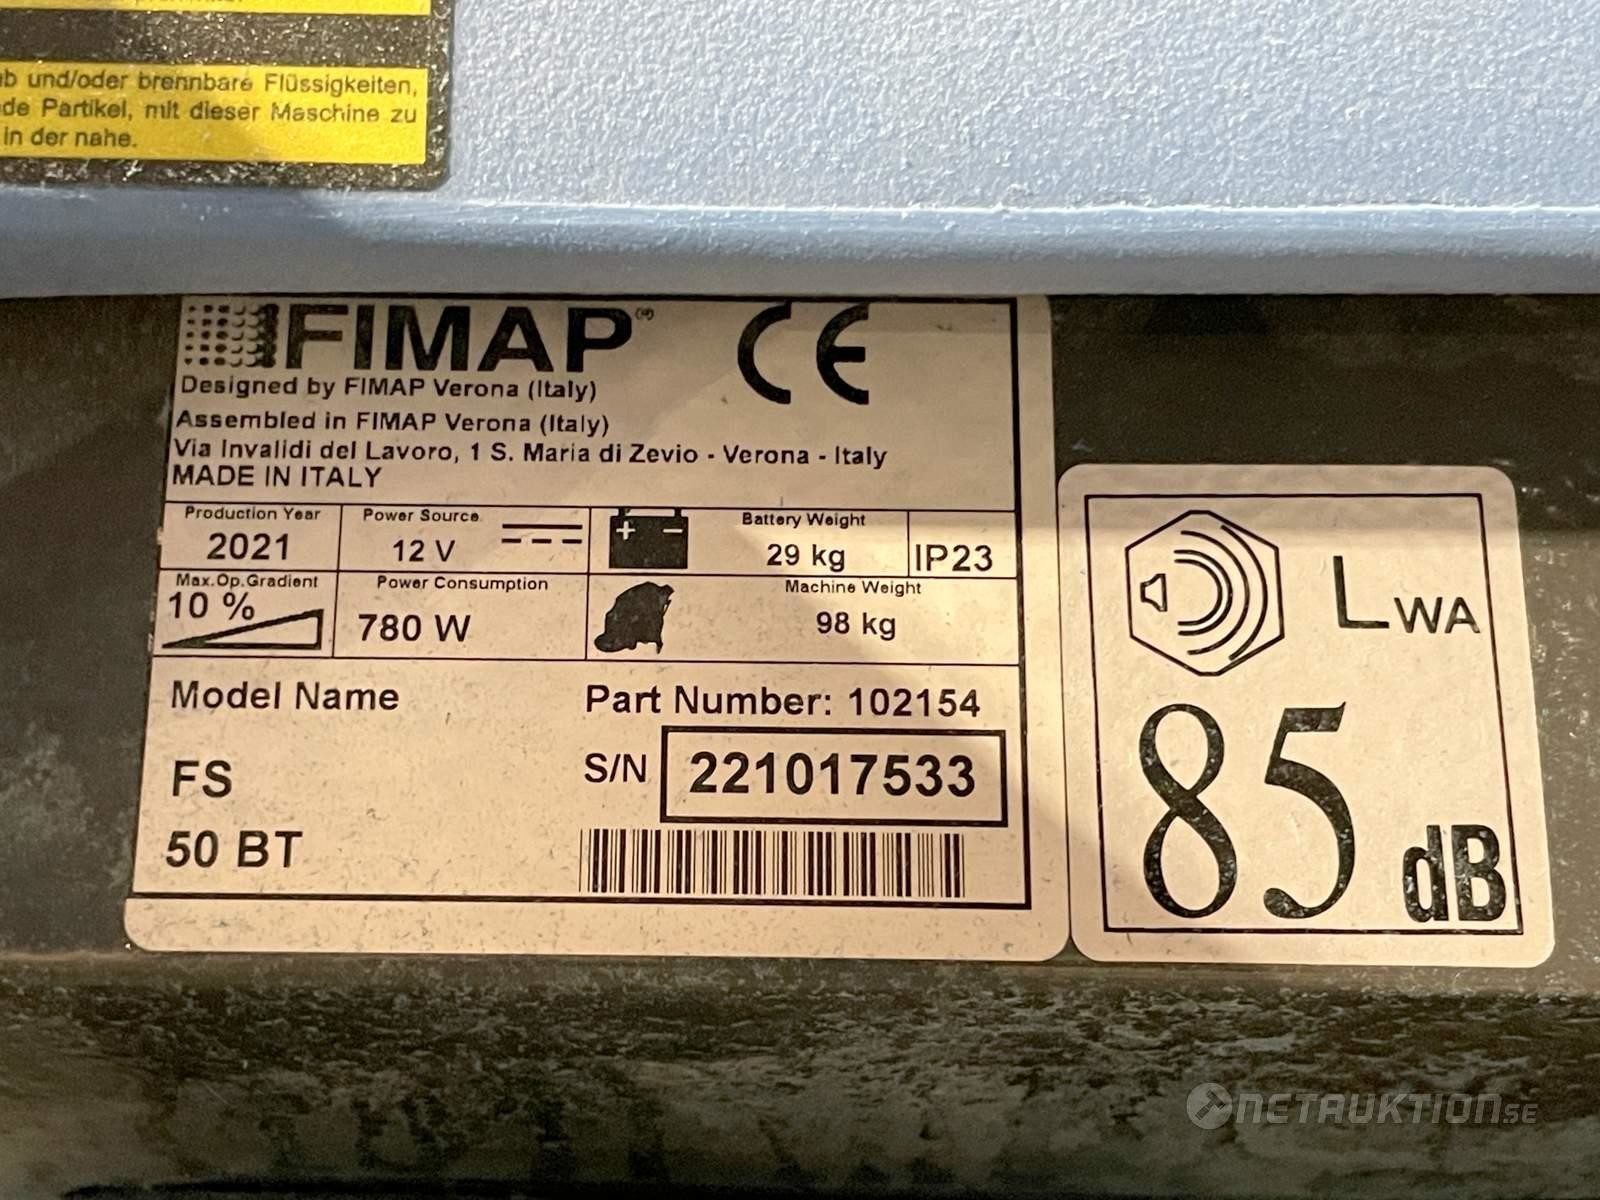 und/oder brennbare Flüssigkeiten,
Partikel, mit dieser Maschine zu
in der nahe.
FIMAP®
CE
Designed by FIMAP Verona (Italy)
Assembled in FIMAP Verona (Italy)
Via Invalidi del Lavoro, 1 S. Maria di Zevio - Verona - Italy
MADE IN ITALY
Production Year
2021
Power Source
12 V
+ -
Battery Weight
29 kg
IP23
Max.Op.Gradient
10 %
Power Consumption
780 W
Machine Weight
98 kg
Model Name
FS
50 BT
Part Number: 102154
S/N 221017533
LWA
85 dB
NETAUKTION.SE